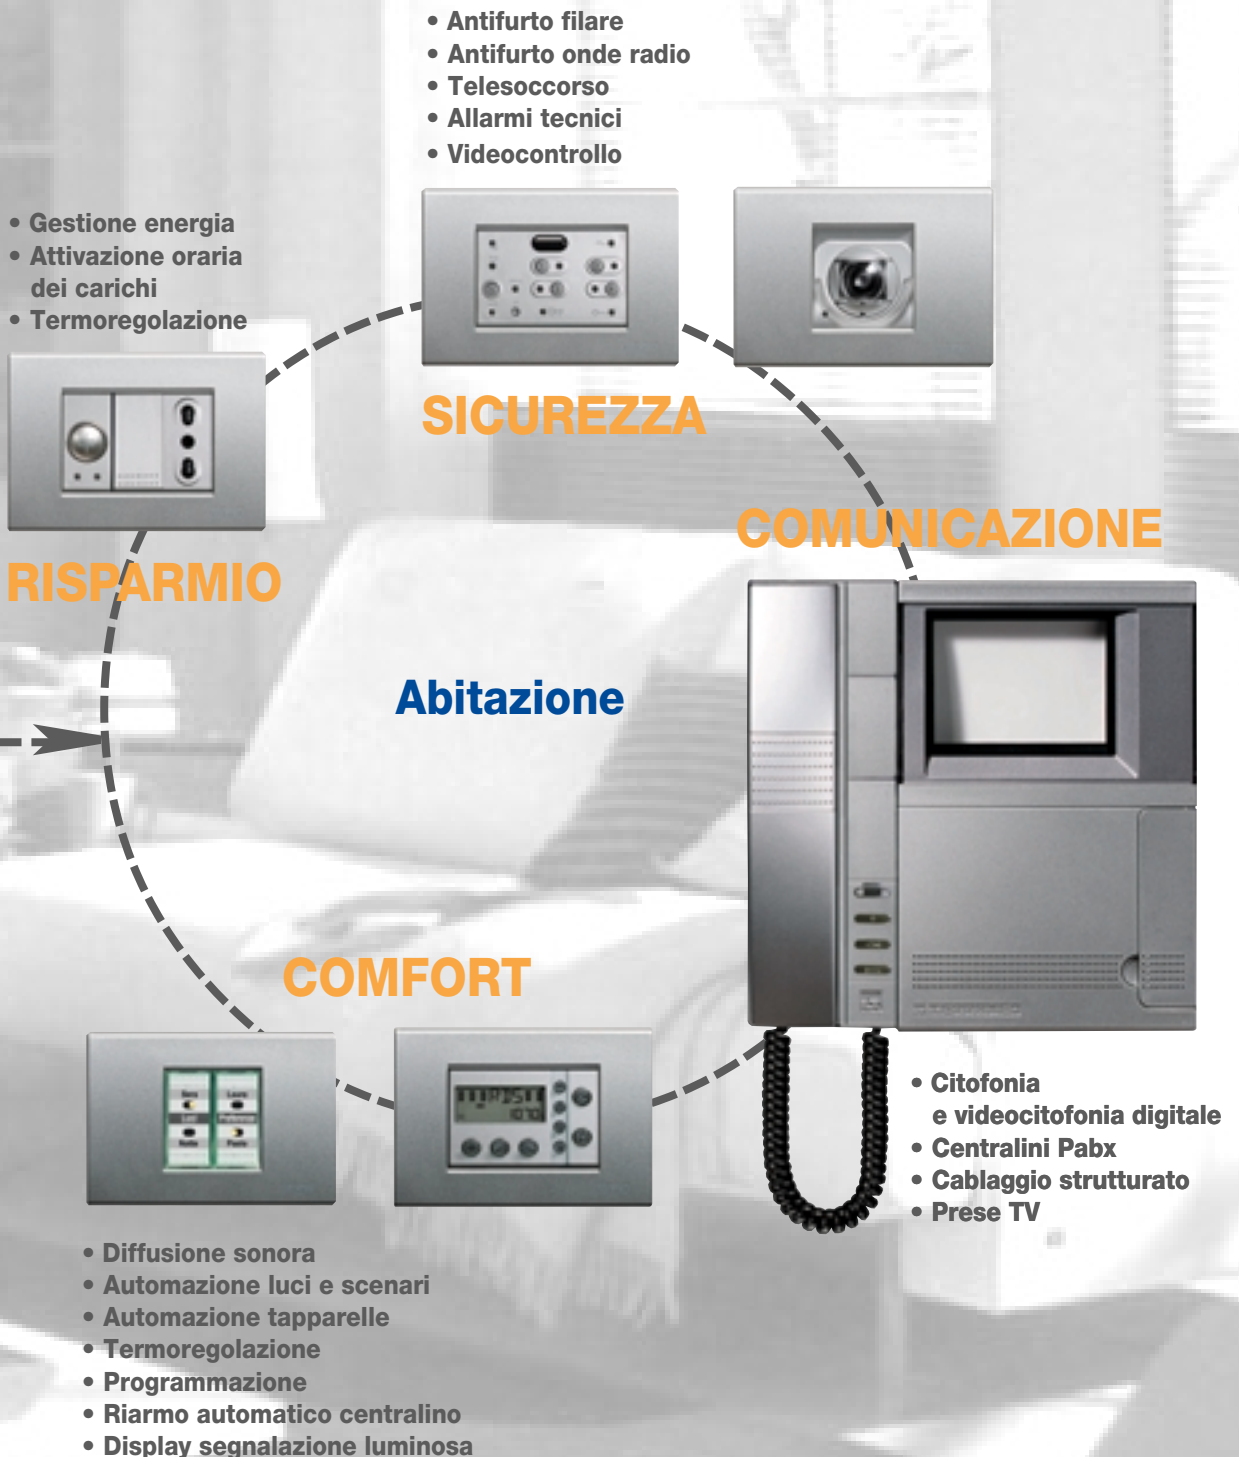 • Antifurto filare
• Antifurto onde radio
• Telesoccorso
• Allarmi tecnici
• Videocontrollo
• Gestione energia
• Attivazione oraria
dei carichi
• Termoregolazione
SICUREZZA
COMUNICAZIONE
RISPARMIO
Abitazione
COMFORT
• Citofonia
e videocitofonia digitale
• Centralini Pabx
• Cablaggio strutturato
• Prese TV
• Diffusione sonora
• Automazione luci e scenari
• Automazione tapparelle
• Termoregolazione
• Programmazione
• Riarmo automatico centralino
• Display segnalazione luminosa